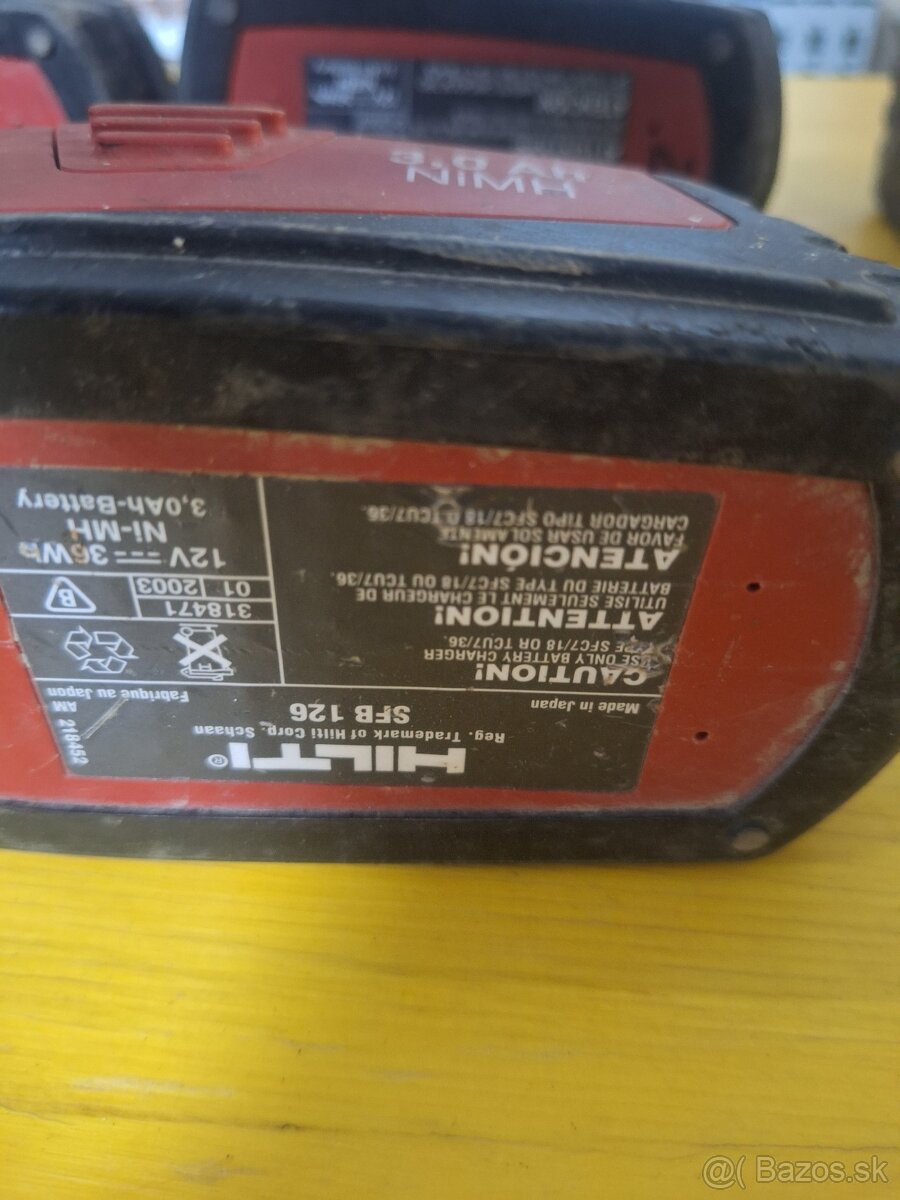 3,0 Ah
NIMH
HILTI ®
Reg. Trademark of Hilti Corp. Schaan
SFB 126
Made in Japan
Fabrique au Japon
AM 218452
CAUTION!
USE ONLY BATTERY CHARGER
TYPE SFC7/18 OR TCU7/36.
ATTENTION!
UTILISE SEULEMENT LE CHARGEUR DE
BATTERIE DU TYPE SFC7/18 OU TCU7/36.
ATENCIÓN!
FAVOR DE USAR SOLAMENTE
CARGADOR TIPO SFC7/18 O TCU7/36.
318471
01 2003
B
12V 36Wh
Ni-MH
3,0Ah-Battery
@( Bazos.sk